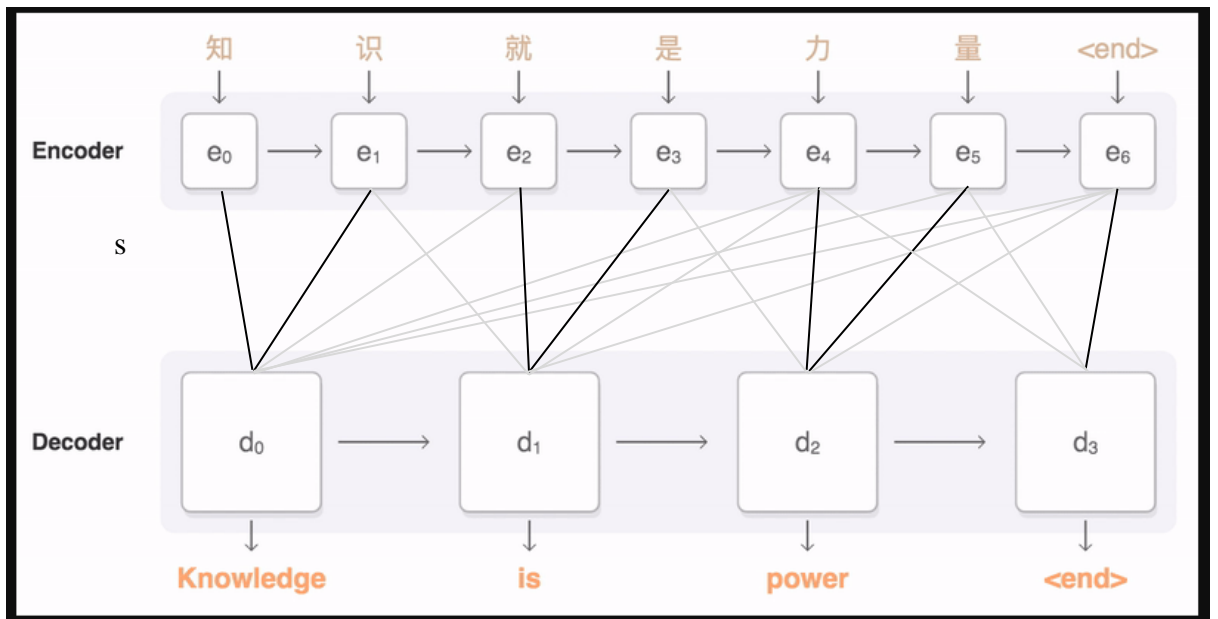 知 识 就 是 力 量 <end>
Encoder e₀ e₁ e₂ e₃ e₄ e₅ e₆
s
Decoder d₀ d₁ d₂ d₃
Knowledge is power <end>